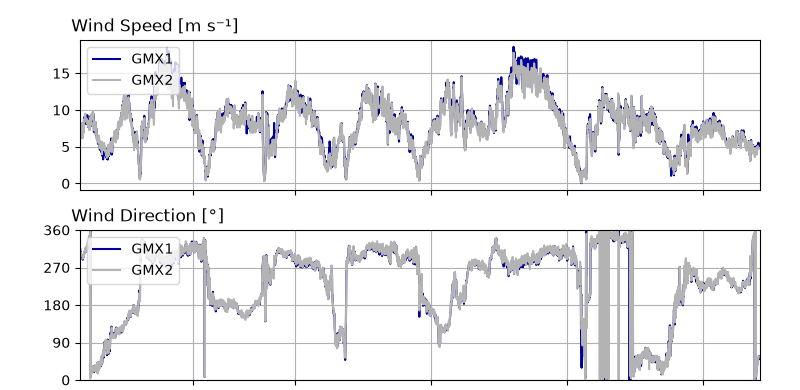 Wind Speed [m s⁻¹]
GMX1
GMX2
15
10
5
0
Wind Direction [°]
360
GMX1
270
GMX2
180
90
0